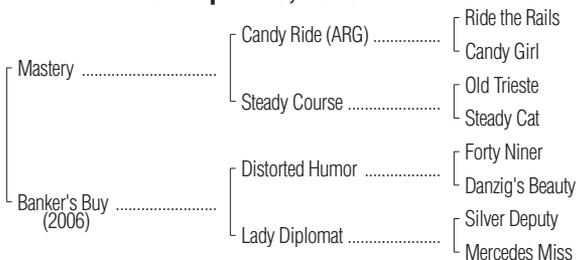 Candy Ride (ARG) ................
Ride the Rails
Candy Girl
Mastery ................................
Steady Course ......................
Old Trieste
Steady Cat
Distorted Humor ..................
Forty Niner
Danzig's Beauty
Banker's Buy ........................
(2006)
Lady Diplomat ......................
Silver Deputy
Mercedes Miss